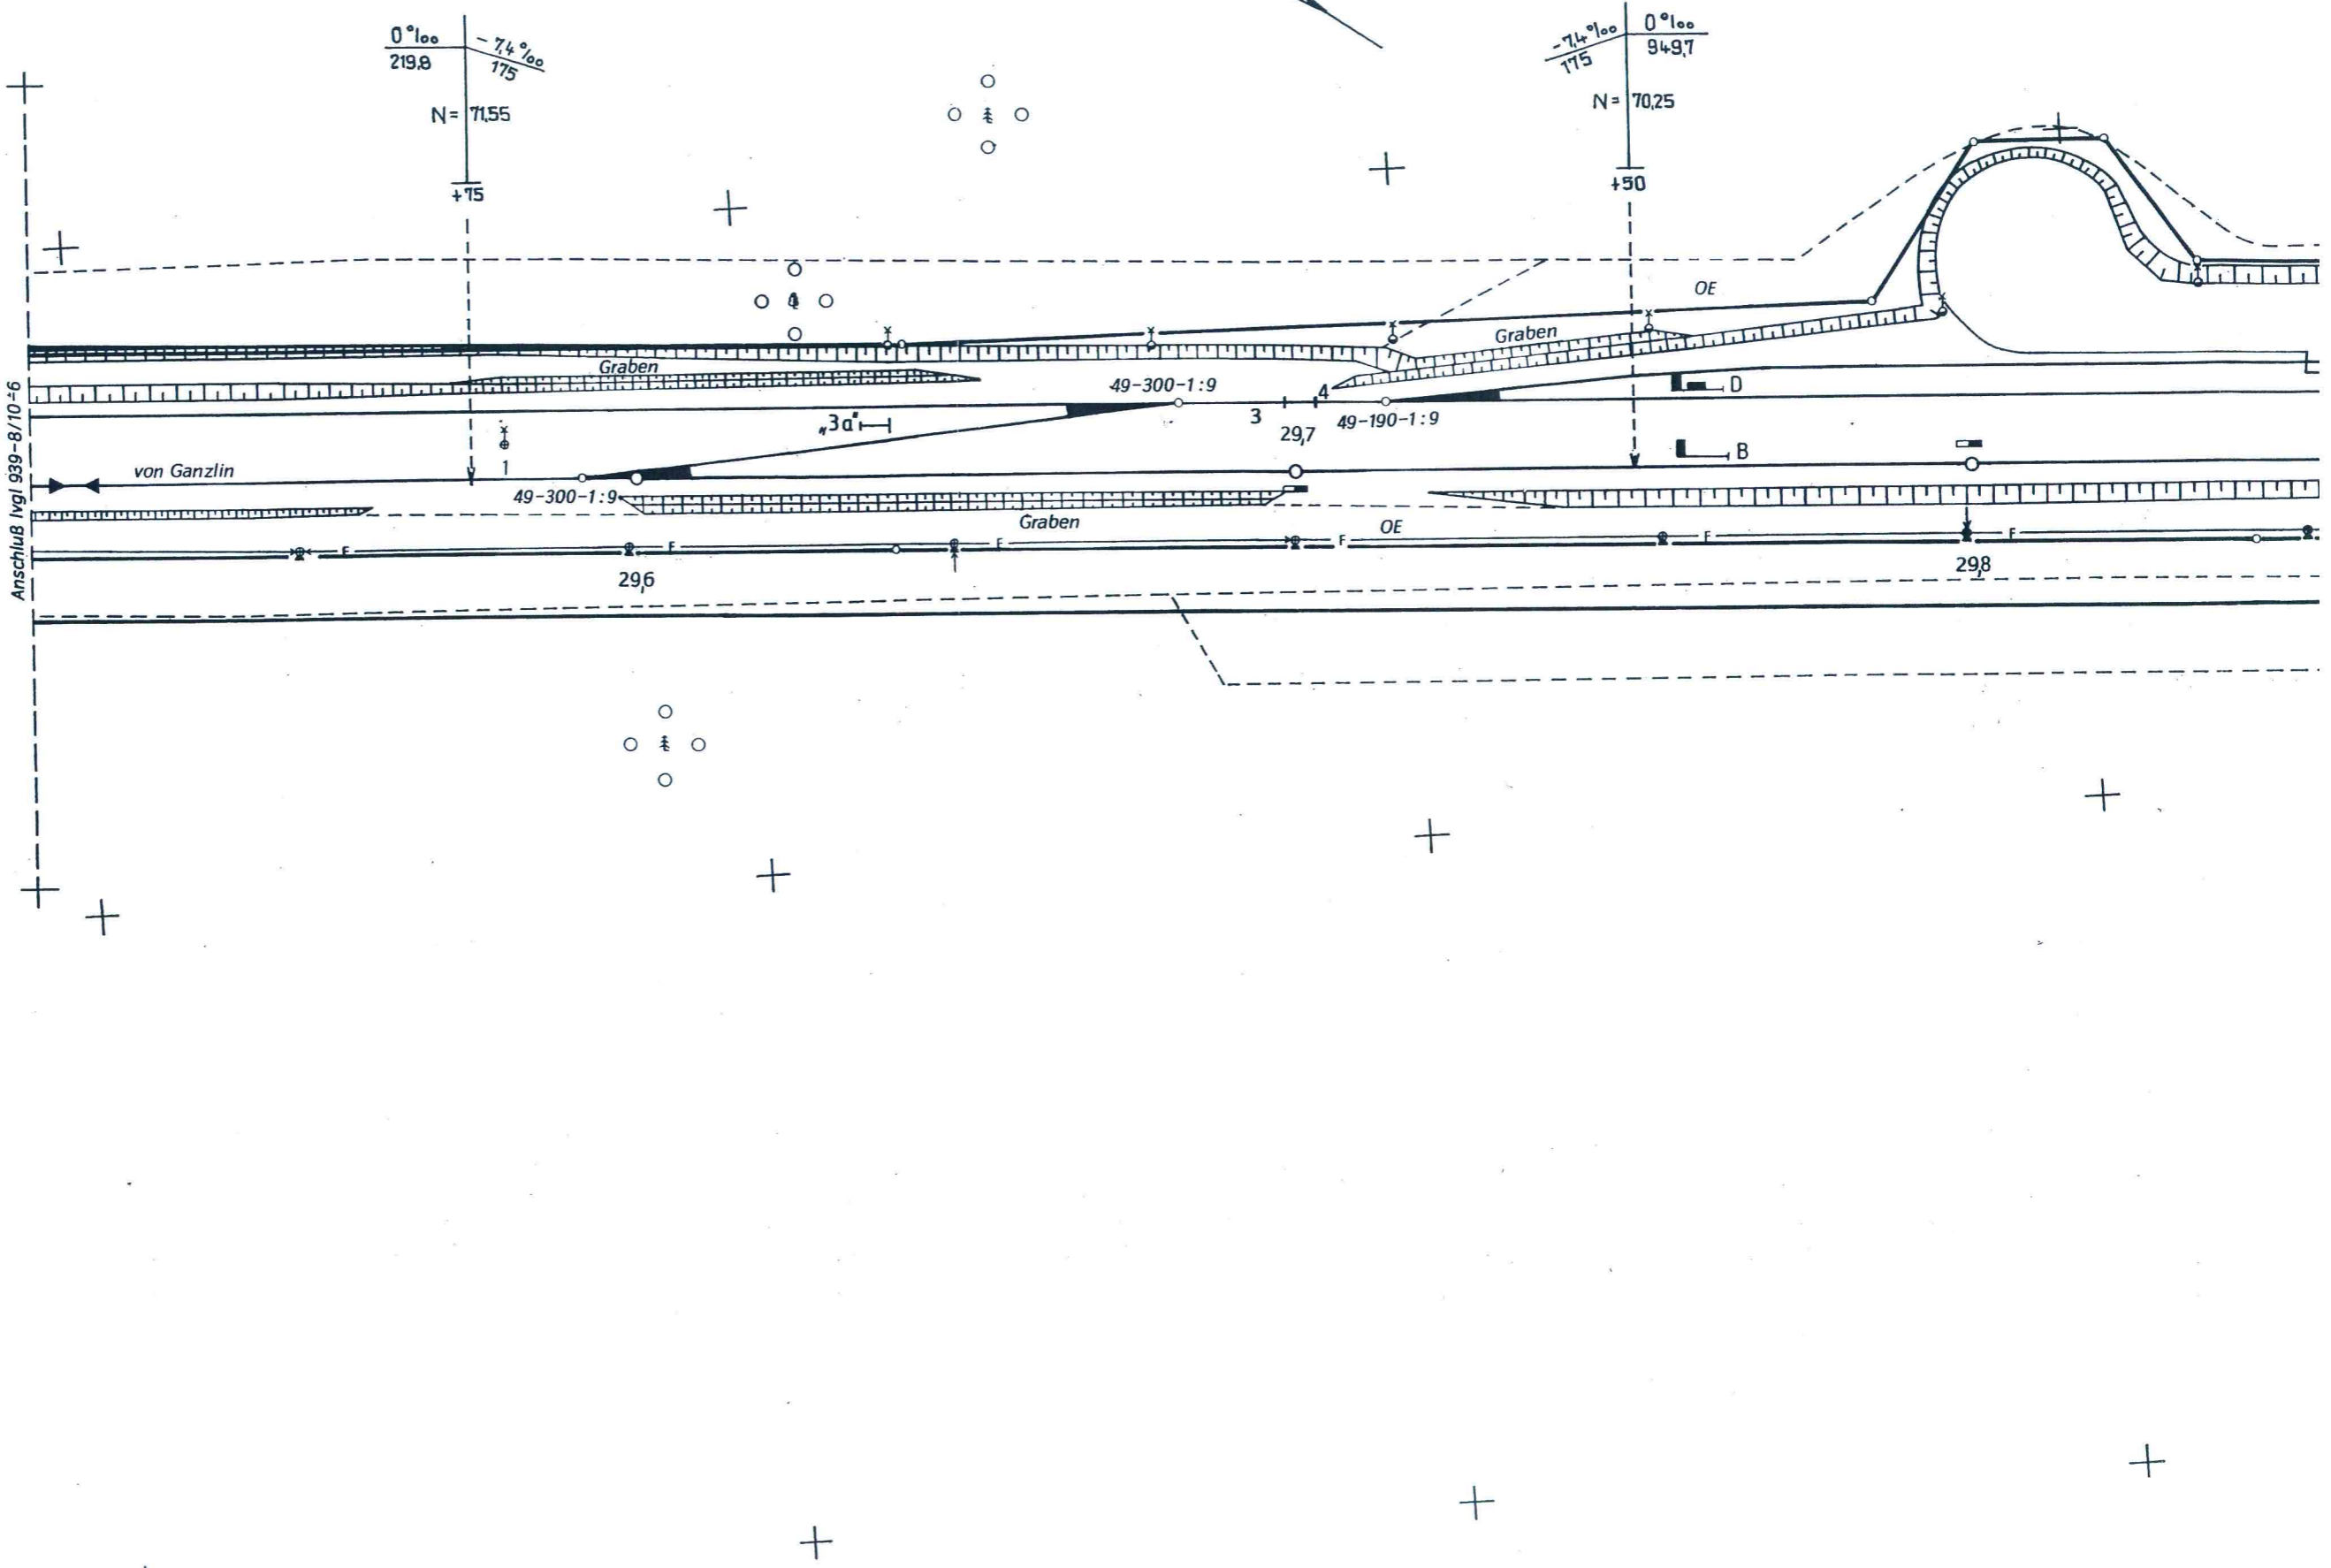 0 ‰
219,8
-7,4 ‰
175
N= 71,55
+75
-7,4 ‰
175
0 ‰
949,7
N= 70,25
+50
OE
Graben
Graben
49-300-1:9
4
D
„3a"
3
49-190-1:9
29,7
B
1
von Ganzlin
49-300-1:9
Graben
OE
F
F
F
F
F
F
29,6
29,8
Anschluß lvgl 939-8/10-6